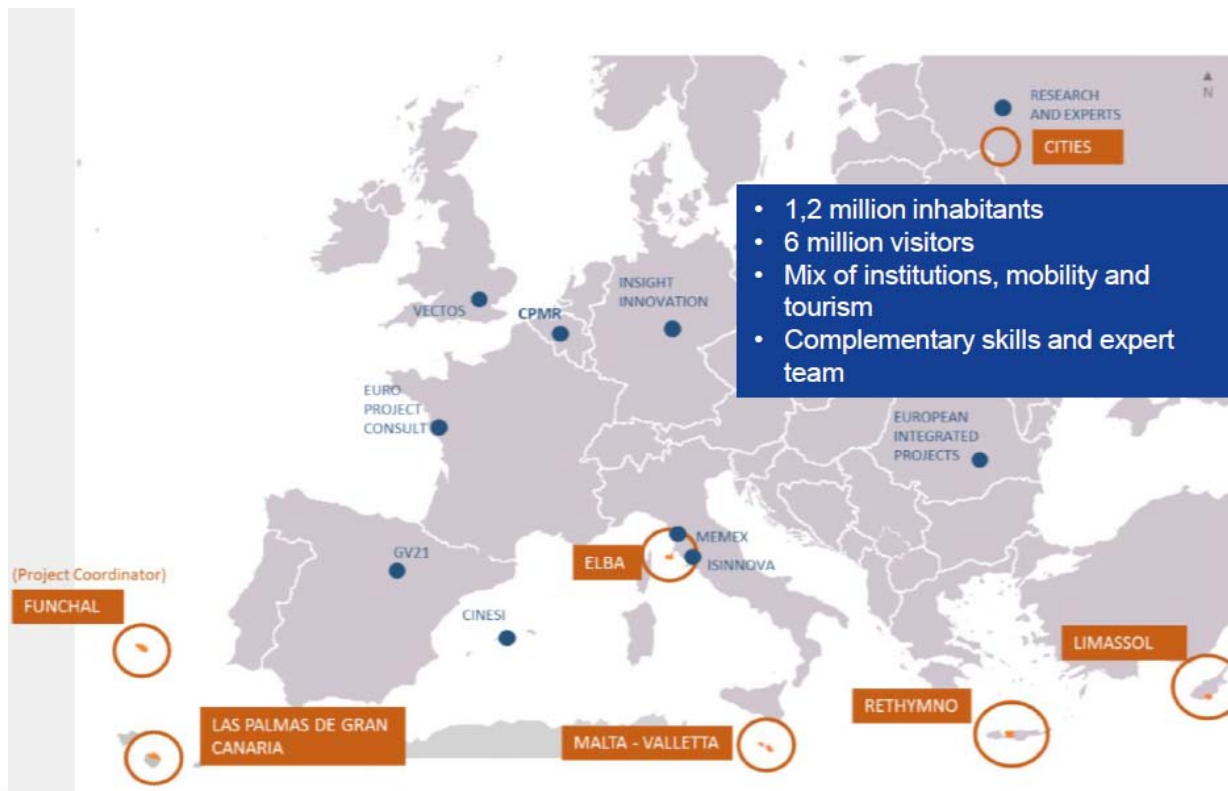 N
RESEARCH
AND EXPERTS
CITIES
• 1,2 million inhabitants
• 6 million visitors
• Mix of institutions, mobility and
tourism
• Complementary skills and expert
team
INSIGHT
INNOVATION
VECTOS
CPMR
EURO
PROJECT
CONSULT
EUROPEAN
INTEGRATED
PROJECTS
MEMEX
ELBA
ISINNOVA
GV21
(Project Coordinator)
FUNCHAL
CINESI
LIMASSOL
RETHYMNO
LAS PALMAS DE GRAN
CANARIA
MALTA - VALLETTA